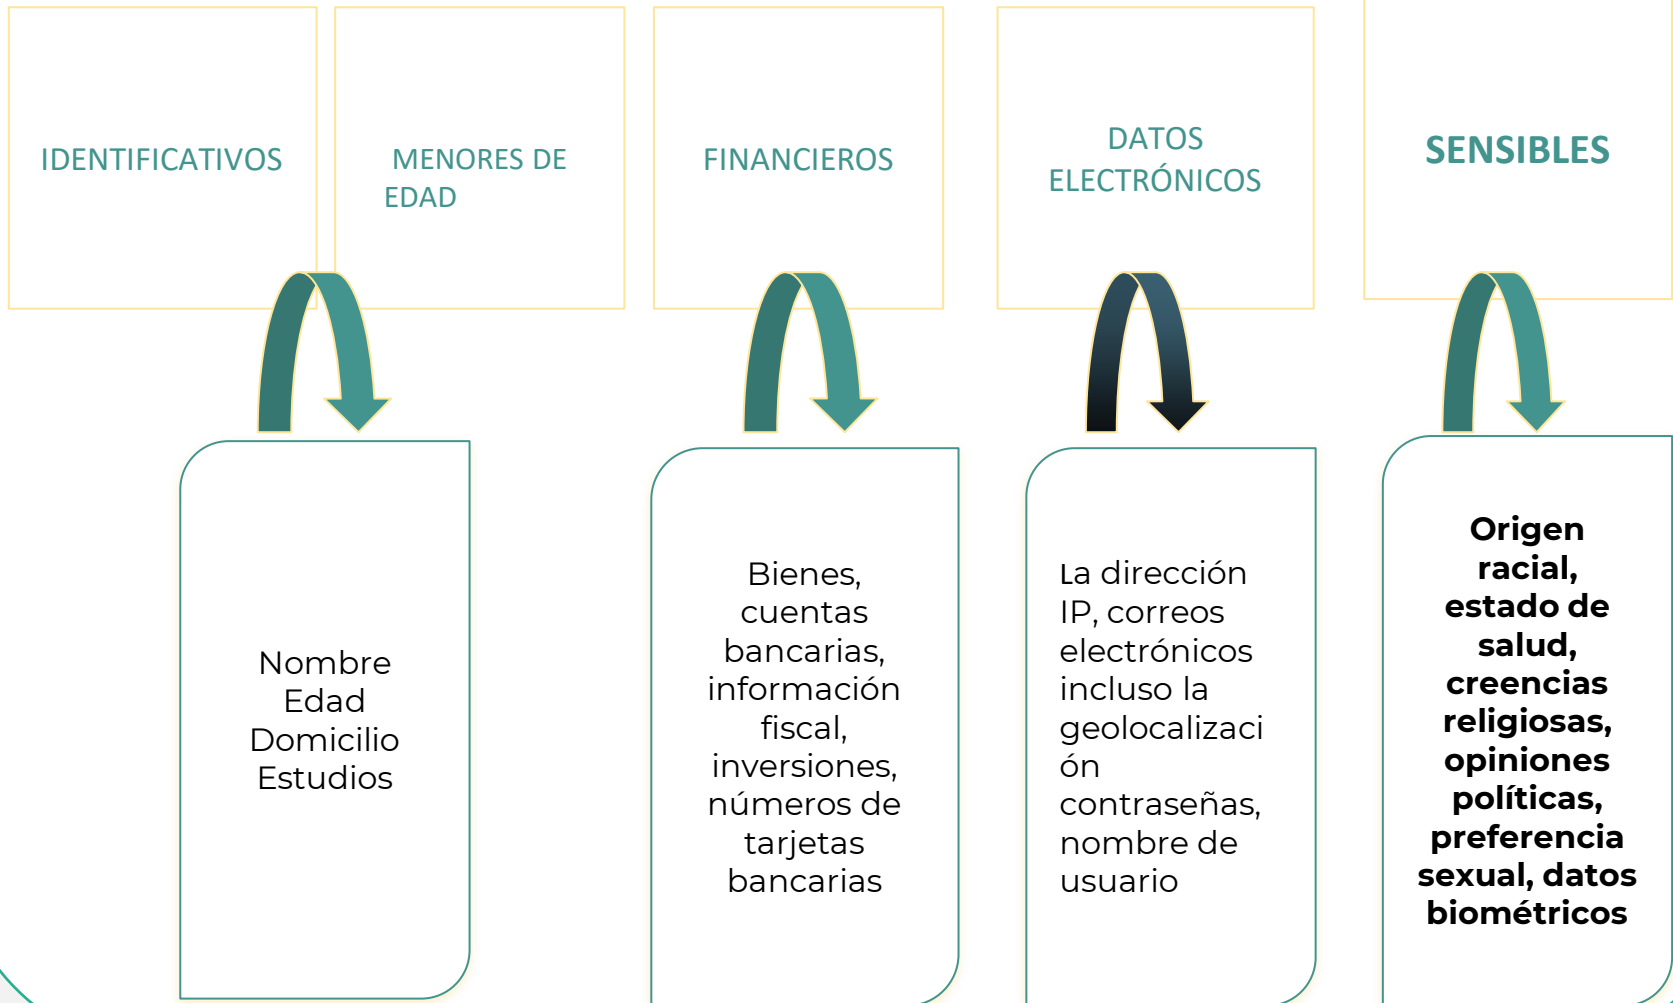 IDENTIFICATIVOS
MENORES DE
EDAD
FINANCIEROS
DATOS
ELECTRÓNICOS
SENSIBLES
Nombre
Edad
Domicilio
Estudios
Bienes,
cuentas
bancarias,
información
fiscal,
inversiones,
números de
tarjetas
bancarias
La dirección
IP, correos
electrónicos
incluso la
geolocalizaci
ón
contraseñas,
nombre de
usuario
Origen
racial,
estado de
salud,
creencias
religiosas,
opiniones
políticas,
preferencia
sexual, datos
biométricos